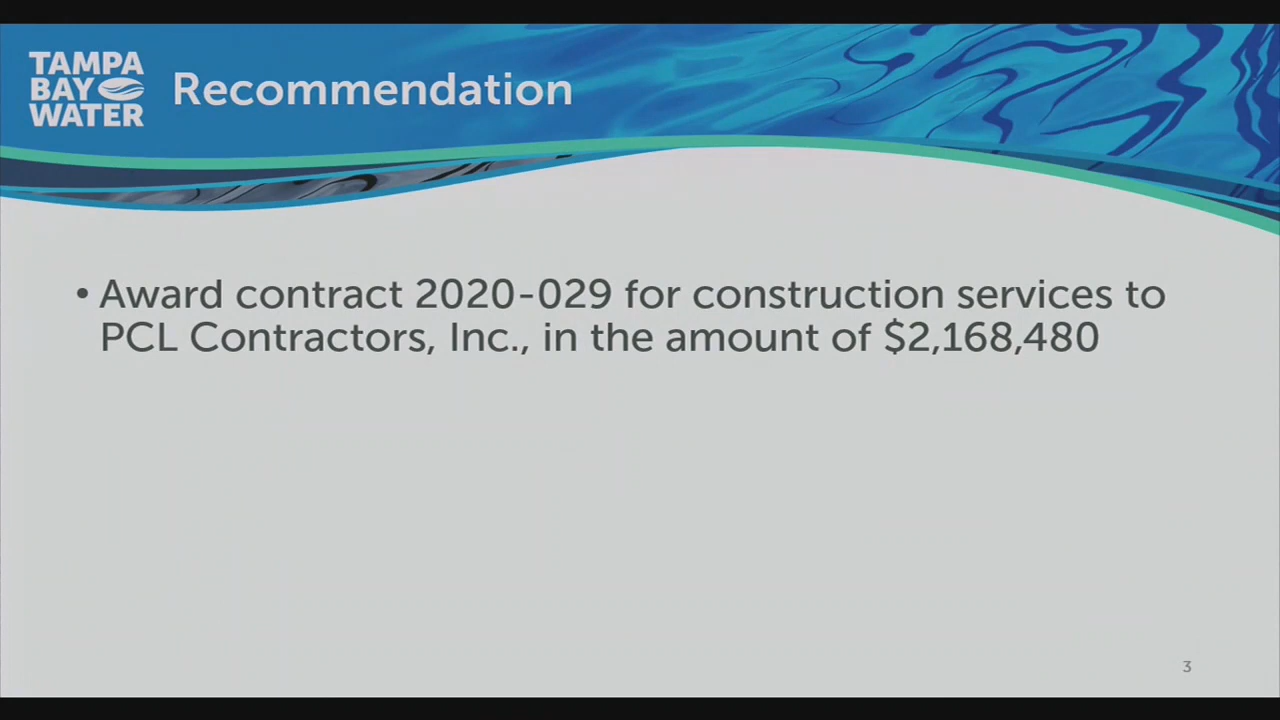 TAMPA
BAY
WATER
Recommendation
• Award contract 2020-029 for construction services to
PCL Contractors, Inc., in the amount of $2,168,480
3